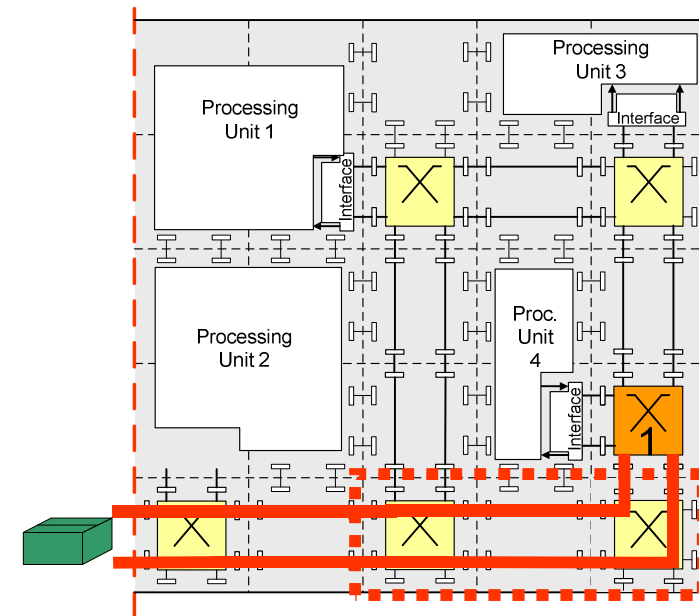 Processing
Unit 3
Interface
Processing
Unit 1
Interface
Processing
Unit 2
Proc.
Unit
4
Interface
1